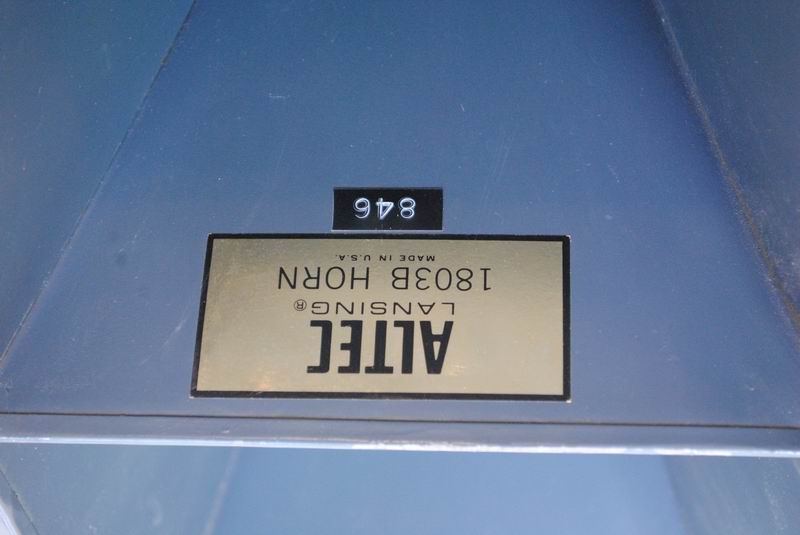 ALTEC
LANSING®
1803B HORN
MADE IN U.S.A.
846